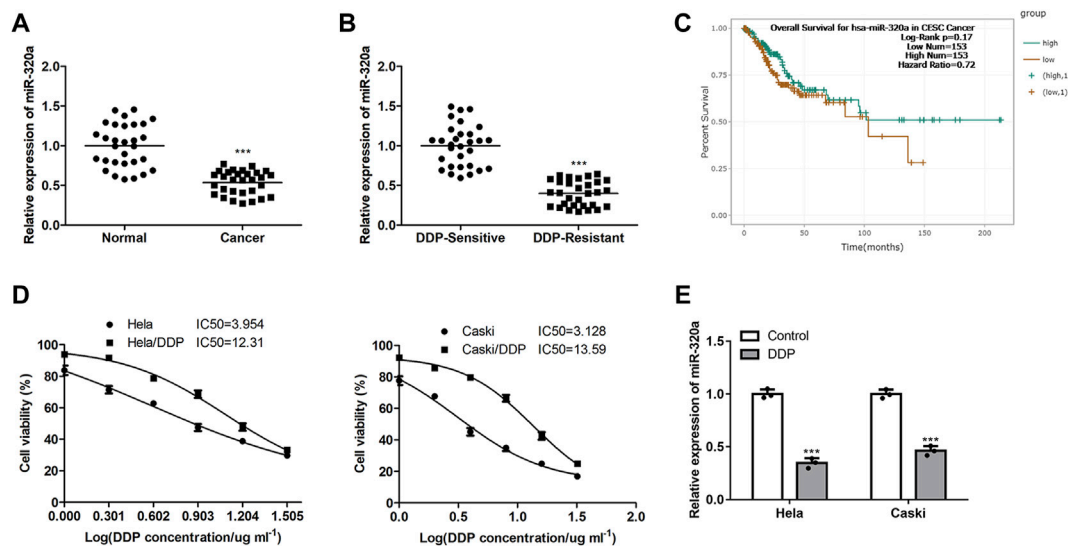 A
Relative expression of miR-320a
2.0
1.5
1.0
0.5
0.0
***
Normal
Cancer
B
Relative expression of miR-320a
2.0
1.5
1.0
0.5
0.0
***
DDP-Sensitive
DDP-Resistant
C
Overall Survival for hsa-miR-320a in CESC Cancer
Log-Rank p=0.17
Low Num=153
High Num=153
Hazard Ratio=0.72
group
high
low
(high,1
(low,1)
Percent Survival
1.00
0.75
0.50
0.25
0.00
0
50
100
150
200
Time(months)
D
Hela IC50=3.954
Hela/DDP IC50=12.31
Cell viability (%)
100
80
60
40
20
0
0.000
0.301
0.602
0.903
1.204
1.505
Log(DDP concentration/ug ml⁻¹)
Caski IC50=3.128
Caski/DDP IC50=13.59
Cell viability (%)
100
80
60
40
20
0
0.0
0.5
1.0
1.5
2.0
Log(DDP concentration/ug ml⁻¹)
E
Relative expression of miR-320a
1.5
1.0
0.5
0.0
Control
DDP
***
***
Hela
Caski